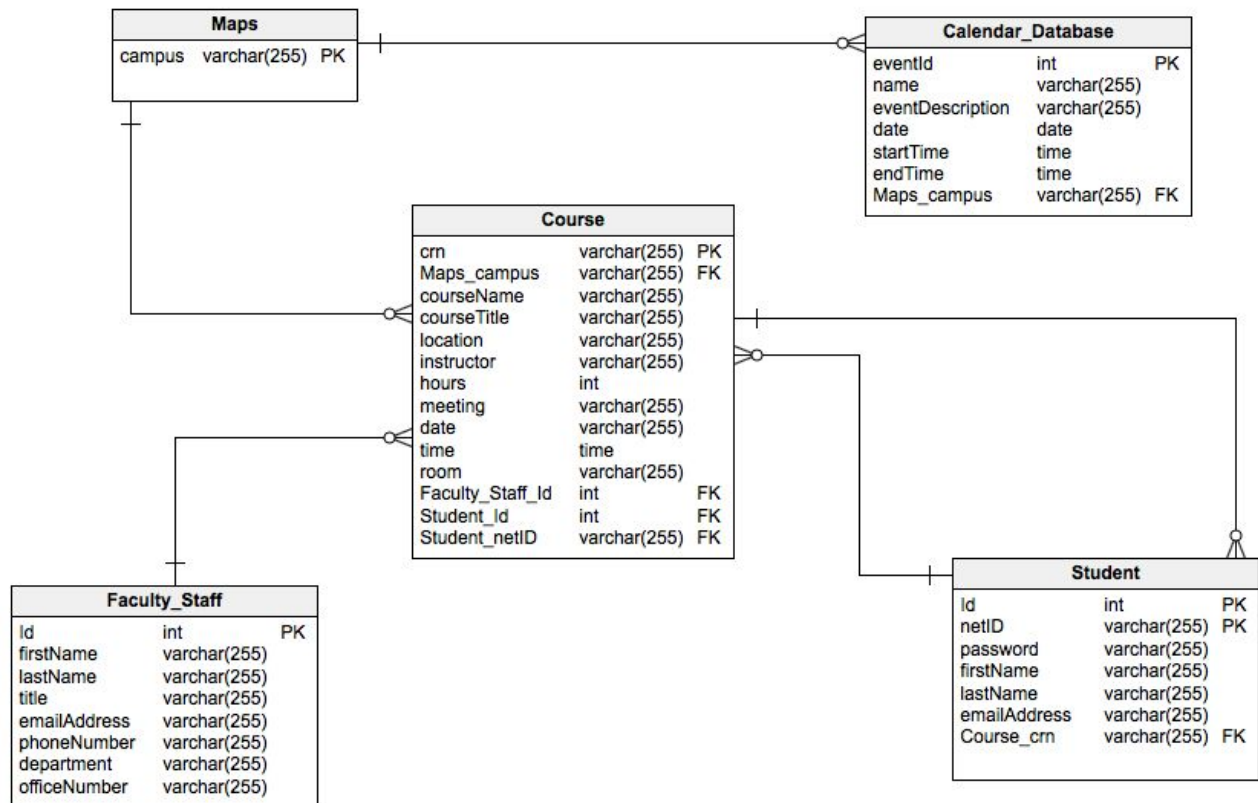 Maps
campus varchar(255) PK
Calendar_Database
eventId int PK
name varchar(255)
eventDescription varchar(255)
date date
startTime time
endTime time
Maps_campus varchar(255) FK
Course
crn varchar(255) PK
Maps_campus varchar(255) FK
courseName varchar(255)
courseTitle varchar(255)
location varchar(255)
instructor varchar(255)
hours int
meeting varchar(255)
date varchar(255)
time time
room varchar(255)
Faculty_Staff_Id int FK
Student_Id int FK
Student_netID varchar(255) FK
Faculty_Staff
Id int PK
firstName varchar(255)
lastName varchar(255)
title varchar(255)
emailAddress varchar(255)
phoneNumber varchar(255)
department varchar(255)
officeNumber varchar(255)
Student
Id int PK
netID varchar(255) PK
password varchar(255)
firstName varchar(255)
lastName varchar(255)
emailAddress varchar(255)
Course_crn varchar(255) FK